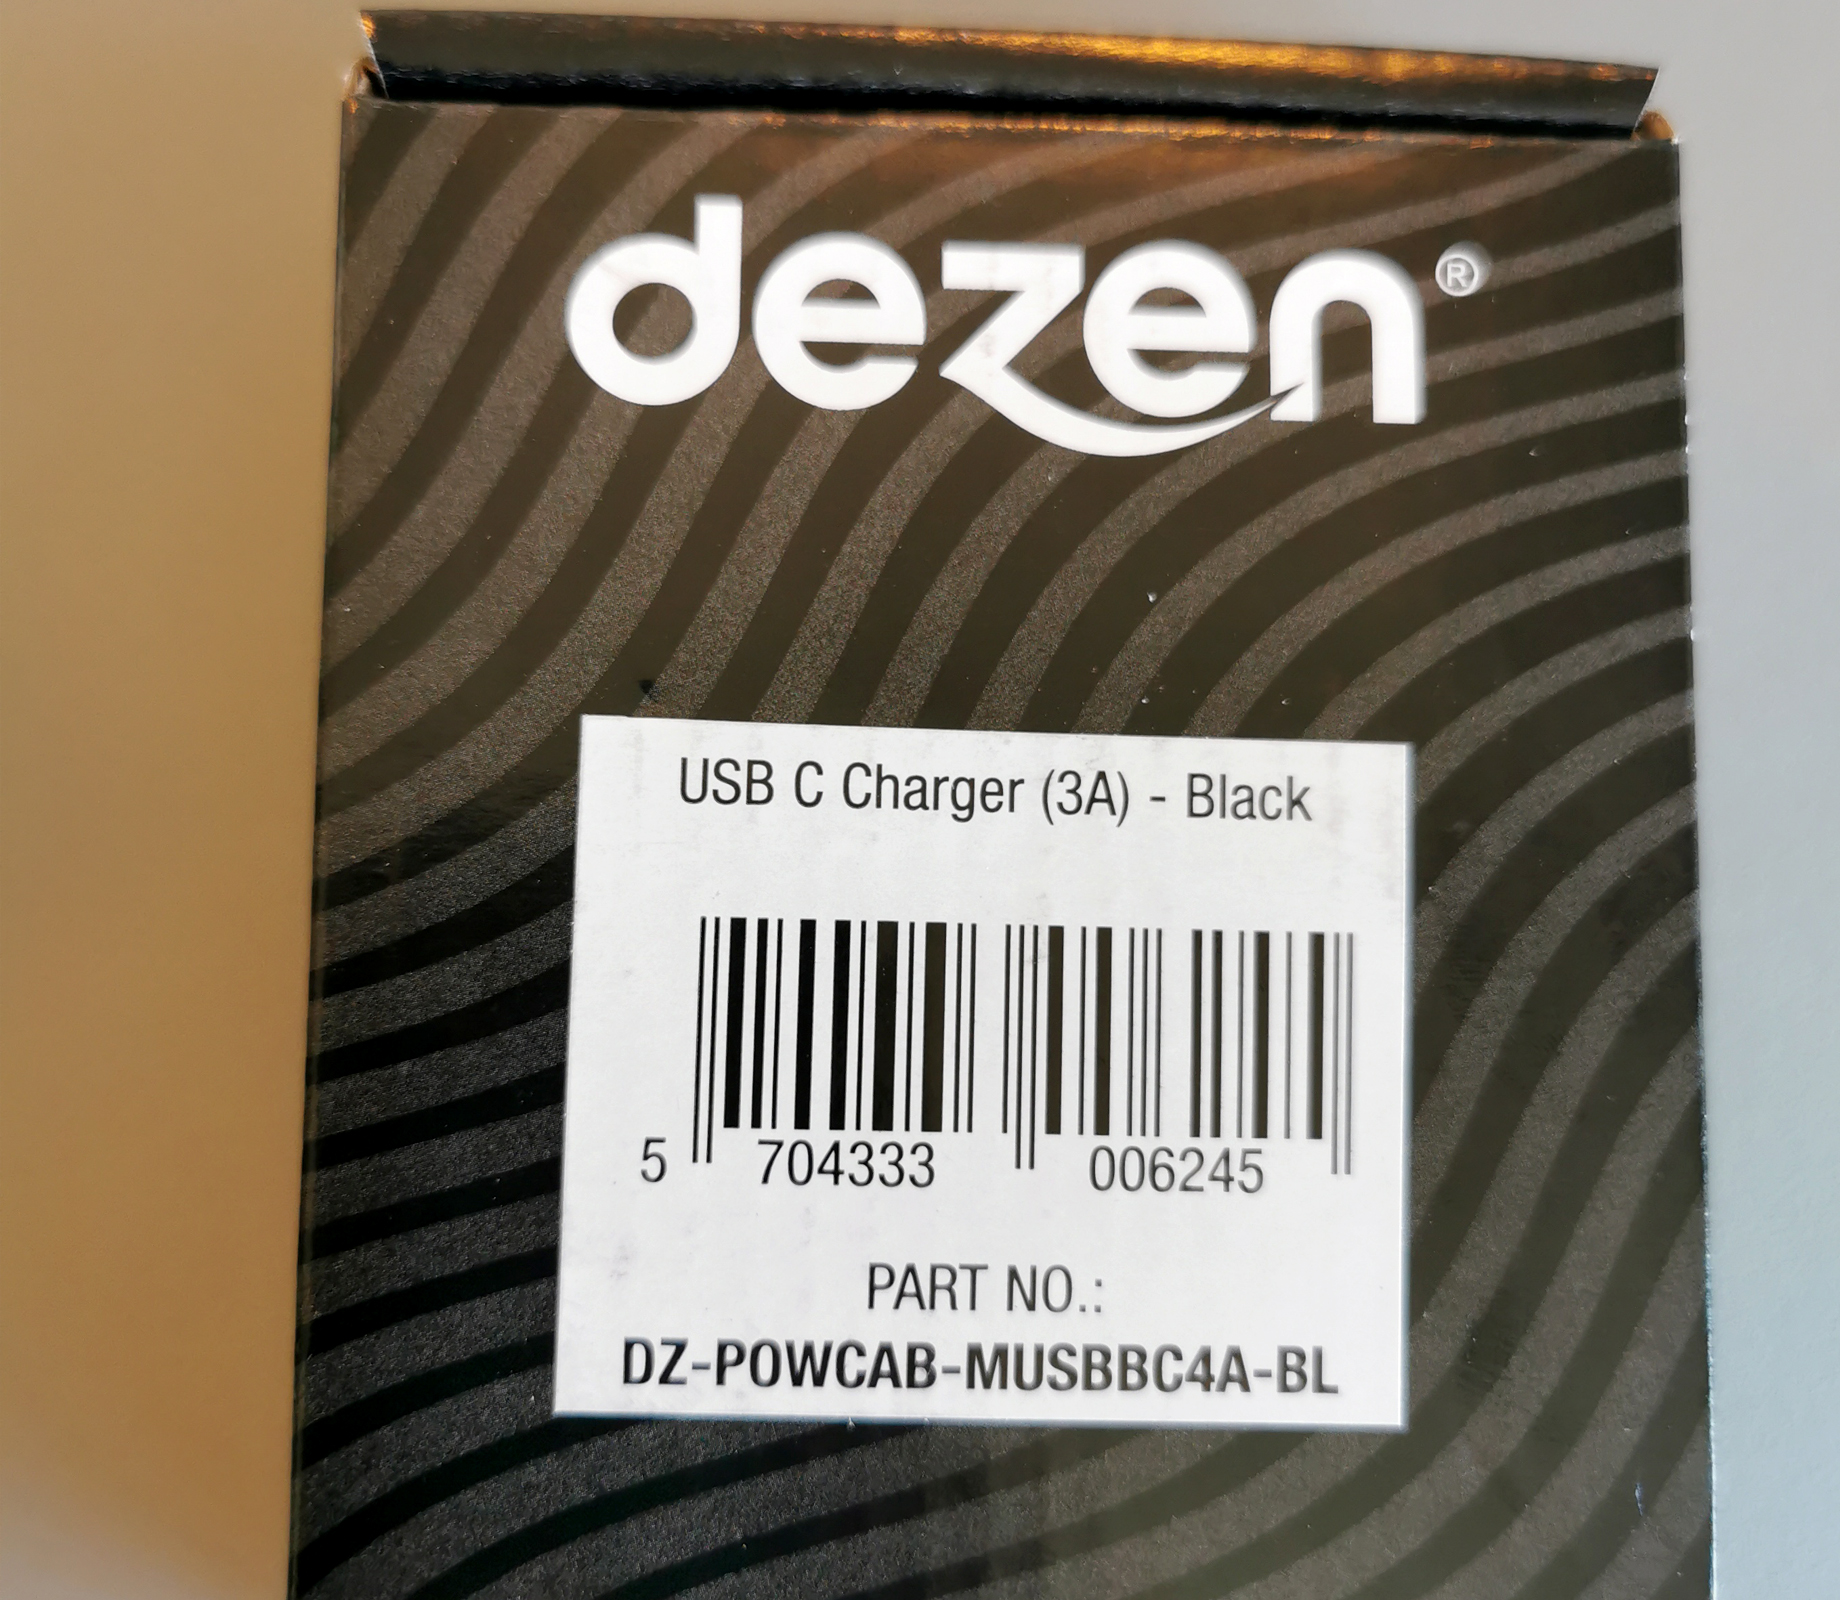 dezen®
USB C Charger (3A) - Black
5 704333 006245
PART NO.:
DZ-POWCAB-MUSBBC4A-BL